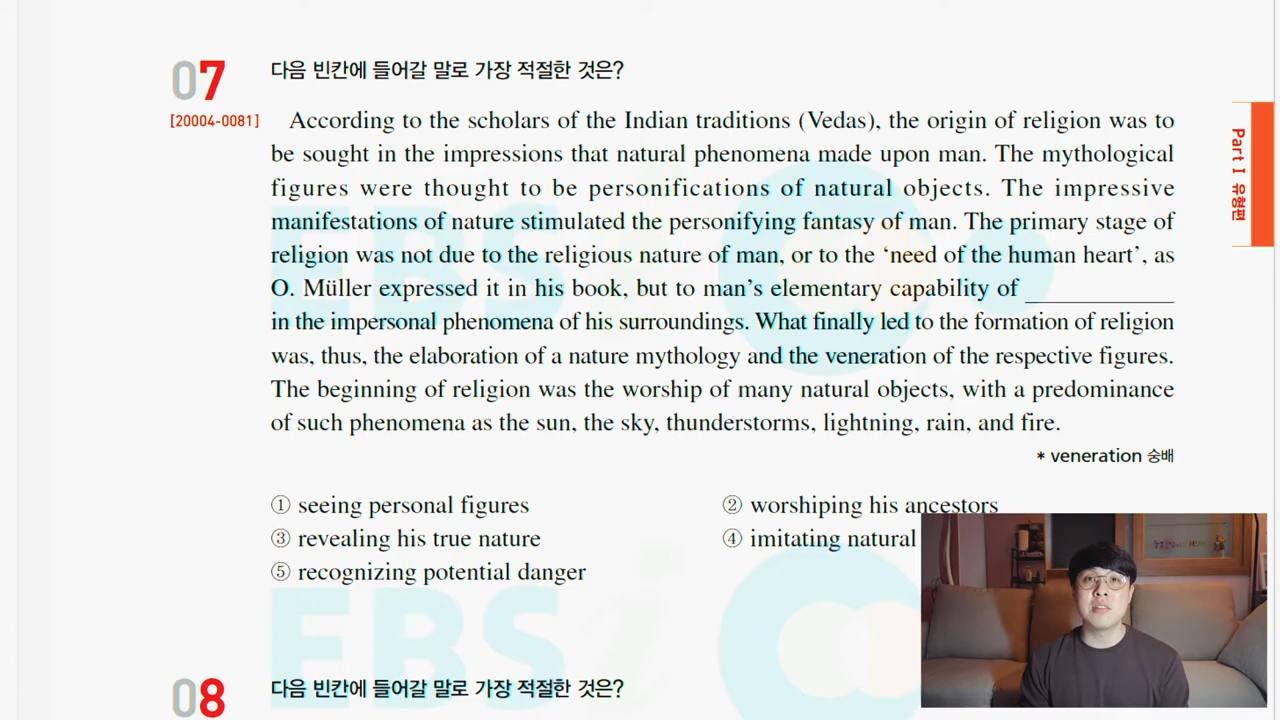 07
다음 빈칸에 들어갈 말로 가장 적절한 것은?
[20004-0081]
According to the scholars of the Indian traditions (Vedas), the origin of religion was to
be sought in the impressions that natural phenomena made upon man. The mythological
figures were thought to be personifications of natural objects. The impressive
manifestations of nature stimulated the personifying fantasy of man. The primary stage of
religion was not due to the religious nature of man, or to the ‘need of the human heart’, as
O. Müller expressed it in his book, but to man’s elementary capability of ____________
in the impersonal phenomena of his surroundings. What finally led to the formation of religion
was, thus, the elaboration of a nature mythology and the veneration of the respective figures.
The beginning of religion was the worship of many natural objects, with a predominance
of such phenomena as the sun, the sky, thunderstorms, lightning, rain, and fire.
* veneration 숭배
① seeing personal figures
② worshiping his ancestors
③ revealing his true nature
④ imitating natural
⑤ recognizing potential danger
08
다음 빈칸에 들어갈 말로 가장 적절한 것은?
Part I 유형편
EBSi
EBSi